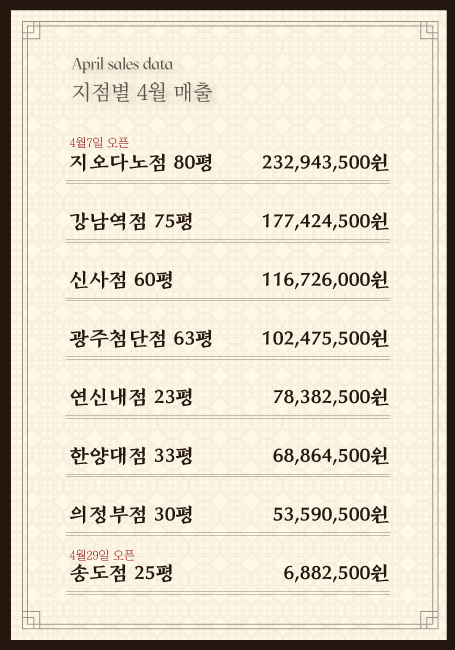 April sales data
지점별 4월 매출
4월7일 오픈
지오다노점 80평 232,943,500원
강남역점 75평 177,424,500원
신사점 60평 116,726,000원
광주첨단점 63평 102,475,500원
연신내점 23평 78,382,500원
한양대점 33평 68,864,500원
의정부점 30평 53,590,500원
4월29일 오픈
송도점 25평 6,882,500원